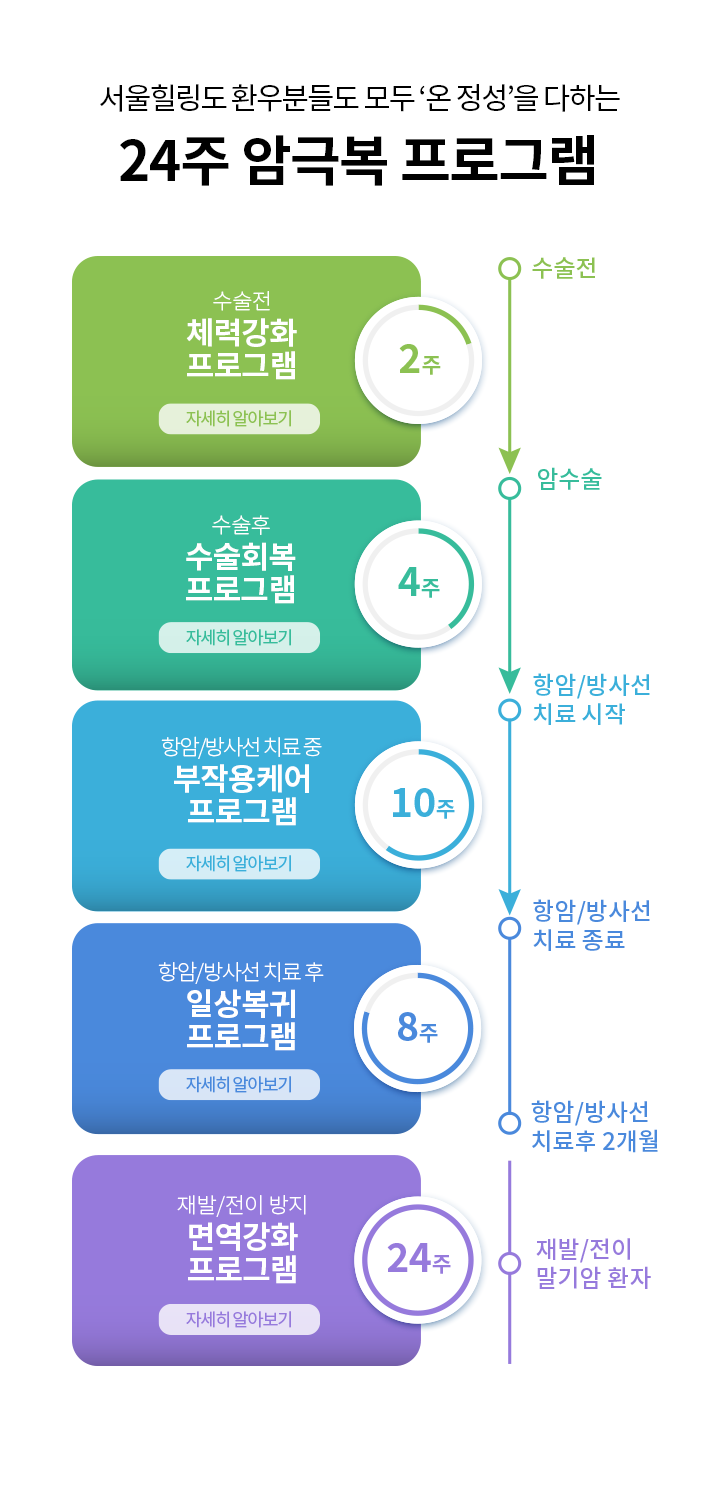 서울힐링도 환우분들도 모두 ‘온 정성’을 다하는
24주 암극복 프로그램
수술전
체력강화
프로그램
자세히 알아보기
2주
수술전
암수술
수술후
수술회복
프로그램
자세히 알아보기
4주
항암/방사선
치료 시작
항암/방사선 치료 중
부작용케어
프로그램
자세히 알아보기
10주
항암/방사선
치료 종료
항암/방사선 치료 후
일상복귀
프로그램
자세히 알아보기
8주
항암/방사선
치료후 2개월
재발/전이 방지
면역강화
프로그램
자세히 알아보기
24주
재발/전이
말기암 환자